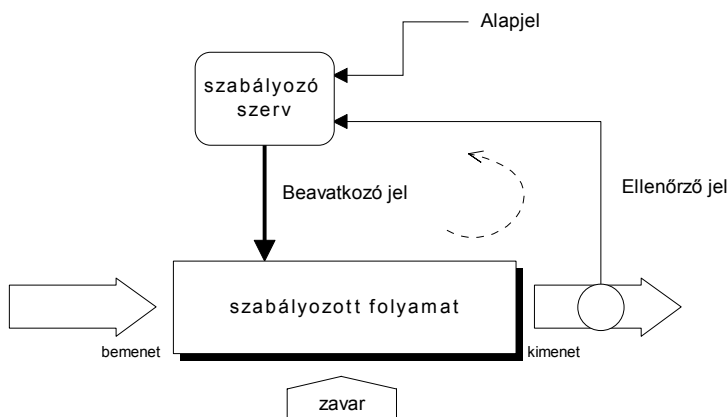 Alapjel
szabályozó
szerv
Beavatkozó jel
Ellenőrző jel
szabályozott folyamat
bemenet
kimenet
zavar